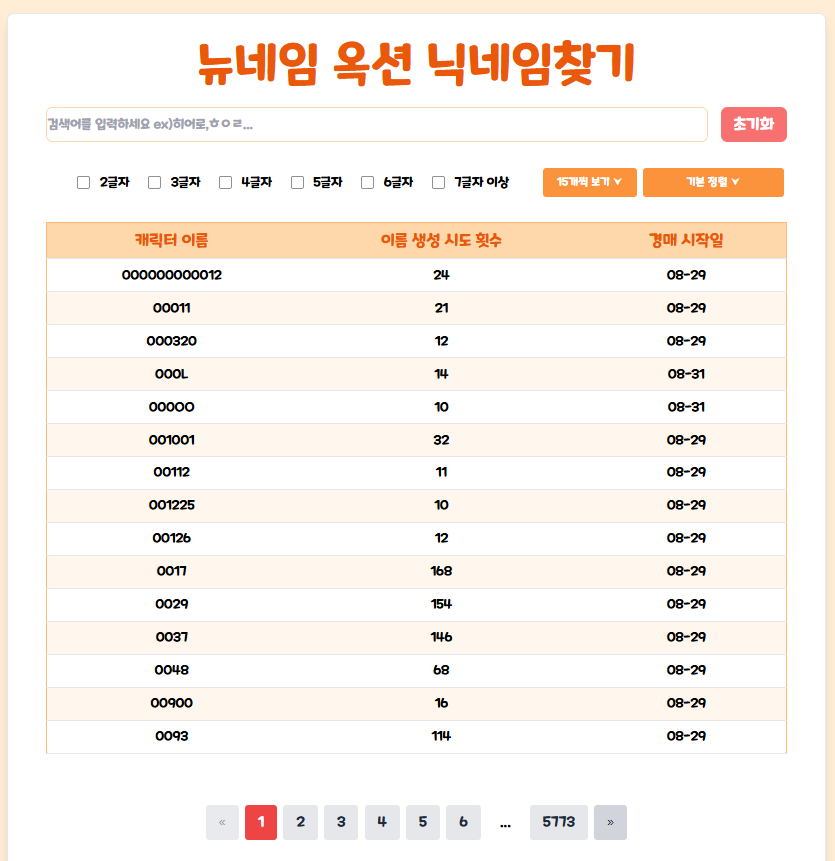 뉴네임 옥션 닉네임찾기
검색어를 입력하세요 ex)히어로,ㅎㅇㄹ... 초기화
2글자 3글자 4글자 5글자 6글자 7글자 이상 15개씩 보기 ⮟ 기본 정렬 ⮟
캐릭터 이름 이름 생성 시도 횟수 경매 시작일
000000000012 24 08-29
00011 21 08-29
000320 12 08-29
000L 14 08-31
000OO 10 08-31
001001 32 08-29
00112 11 08-29
001225 10 08-29
00126 12 08-29
0017 168 08-29
0029 154 08-29
0037 146 08-29
0048 68 08-29
00900 16 08-29
0093 114 08-29
« 1 2 3 4 5 6 ... 5773 »